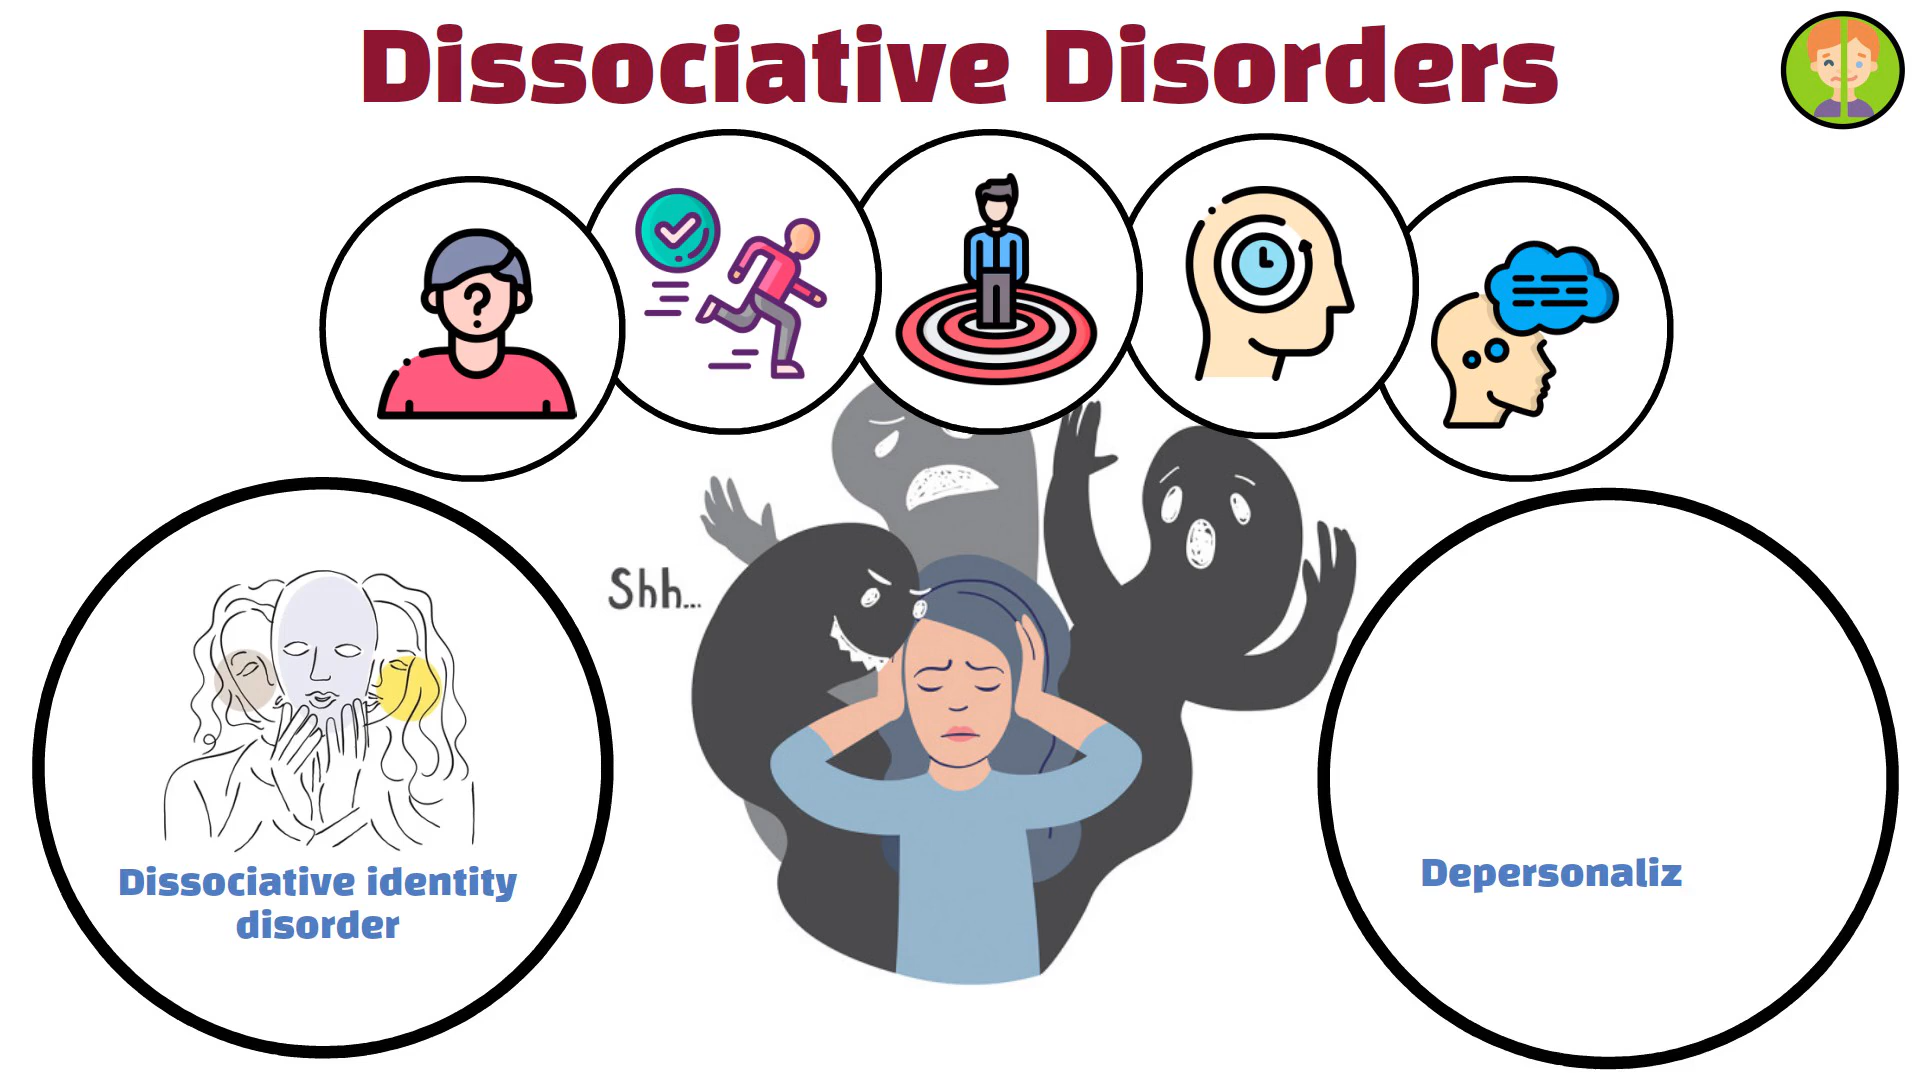 Dissociative Disorders
?
Shh...
Dissociative identity
disorder
Depersonaliz